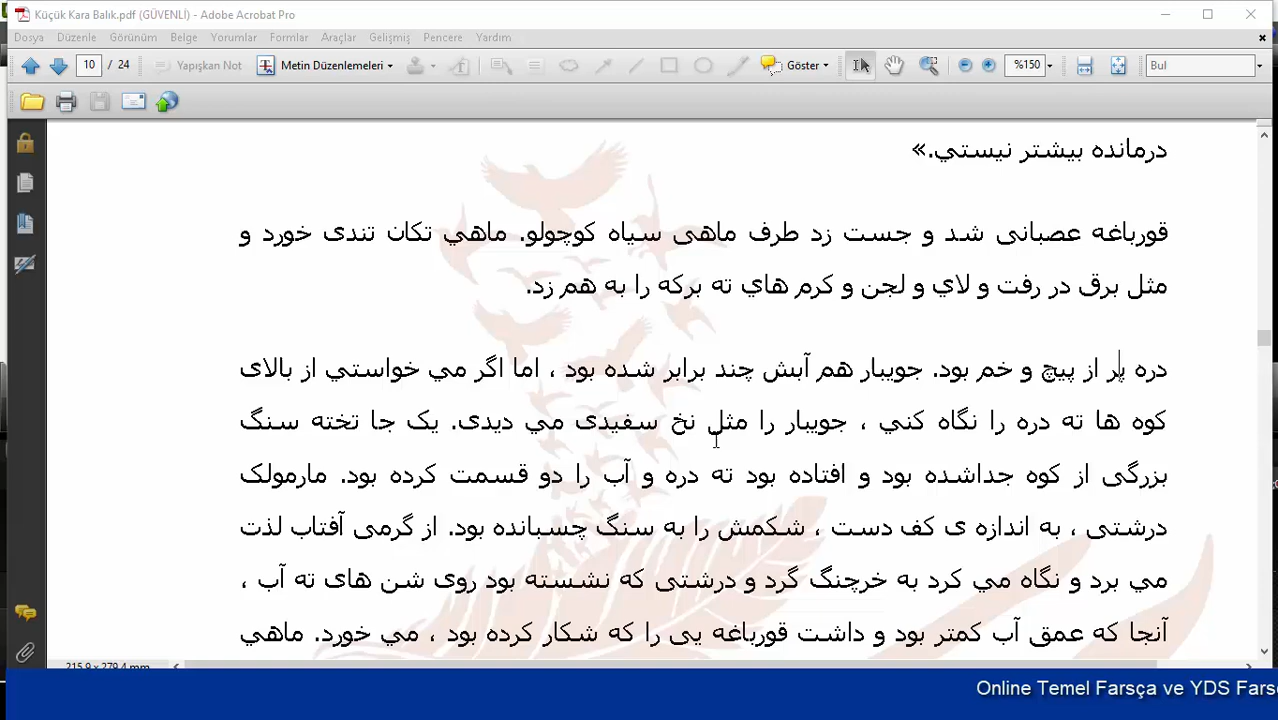 Küçük Kara Balık.pdf (GÜVENLİ) - Adobe Acrobat Pro
Dosya Düzenle Görünüm Belge Yorumlar Formlar Araçlar Gelişmiş Pencere Yardım
10 / 24 Yapışkan Not Metin Düzenlemeleri Göster %150 Bul
درمانده بيشتر نيستي.»
قورباغه عصبانی شد و جست زد طرف ماهی سیاه کوچولو. ماهي تکان تندی خورد و
مثل برق در رفت و لاي و لجن و کرم هاي ته برکه را به هم زد.
دره پر از پیچ و خم بود. جویبار هم آبش چند برابر شده بود ، اما اگر مي خواستي از بالای
کوه ها ته دره را نگاه کني ، جویبار را مثل نخ سفیدی مي دیدی. یک جا تخته سنگ
بزرگی از کوه جداشده بود و افتاده بود ته دره و آب را دو قسمت کرده بود. مارمولک
درشتی ، به اندازه ی کف دست ، شکمش را به سنگ چسبانده بود. از گرمی آفتاب لذت
مي برد و نگاه مي کرد به خرچنگ گرد و درشتی که نشسته بود روی شن های ته آب ،
آنجا که عمق آب کمتر بود و داشت قورباغه یی را که شکار کرده بود ، مي خورد. ماهي
215,9 x 279,4 mm
Online Temel Farsça ve YDS Fars